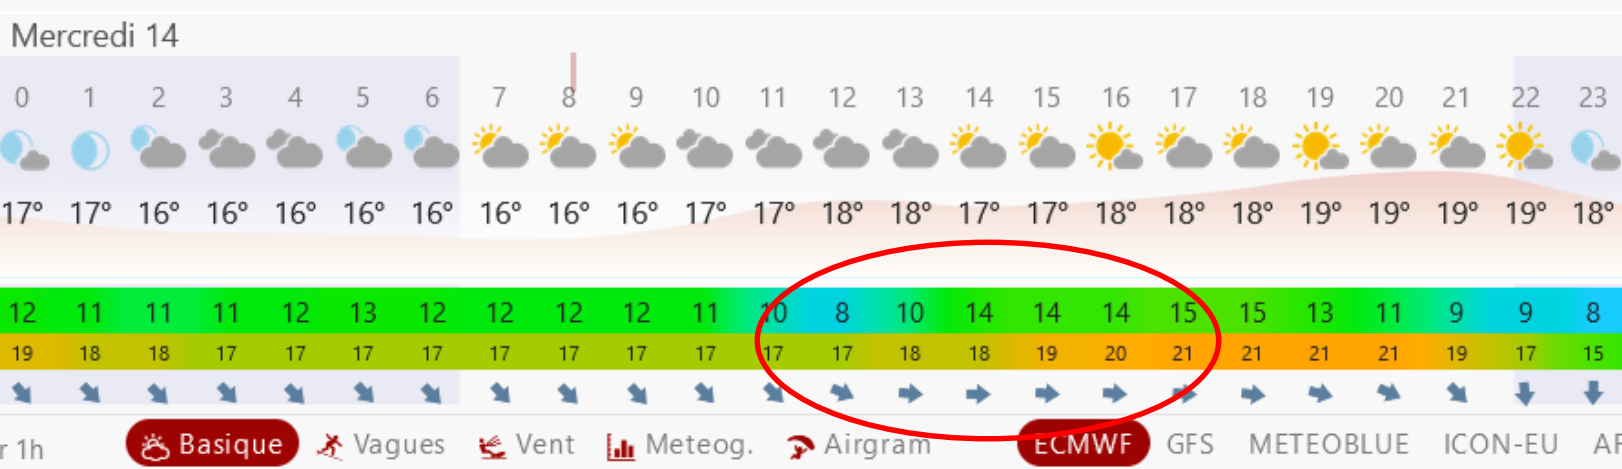 Mercredi 14
0 1 2 3 4 5 6 7 8 9 10 11 12 13 14 15 16 17 18 19 20 21 22 23
17° 17° 16° 16° 16° 16° 16° 16° 16° 16° 17° 17° 18° 18° 17° 17° 18° 18° 18° 19° 19° 19° 19° 18°
12 11 11 11 12 13 12 12 12 12 11 10 8 10 14 14 14 15 15 13 11 9 9 8
19 18 18 17 17 17 17 17 17 17 17 17 17 18 18 19 20 21 21 21 21 19 17 15
r 1h Basique Vagues Vent Meteog. Airgram ECMWF GFS METEOBLUE ICON-EU